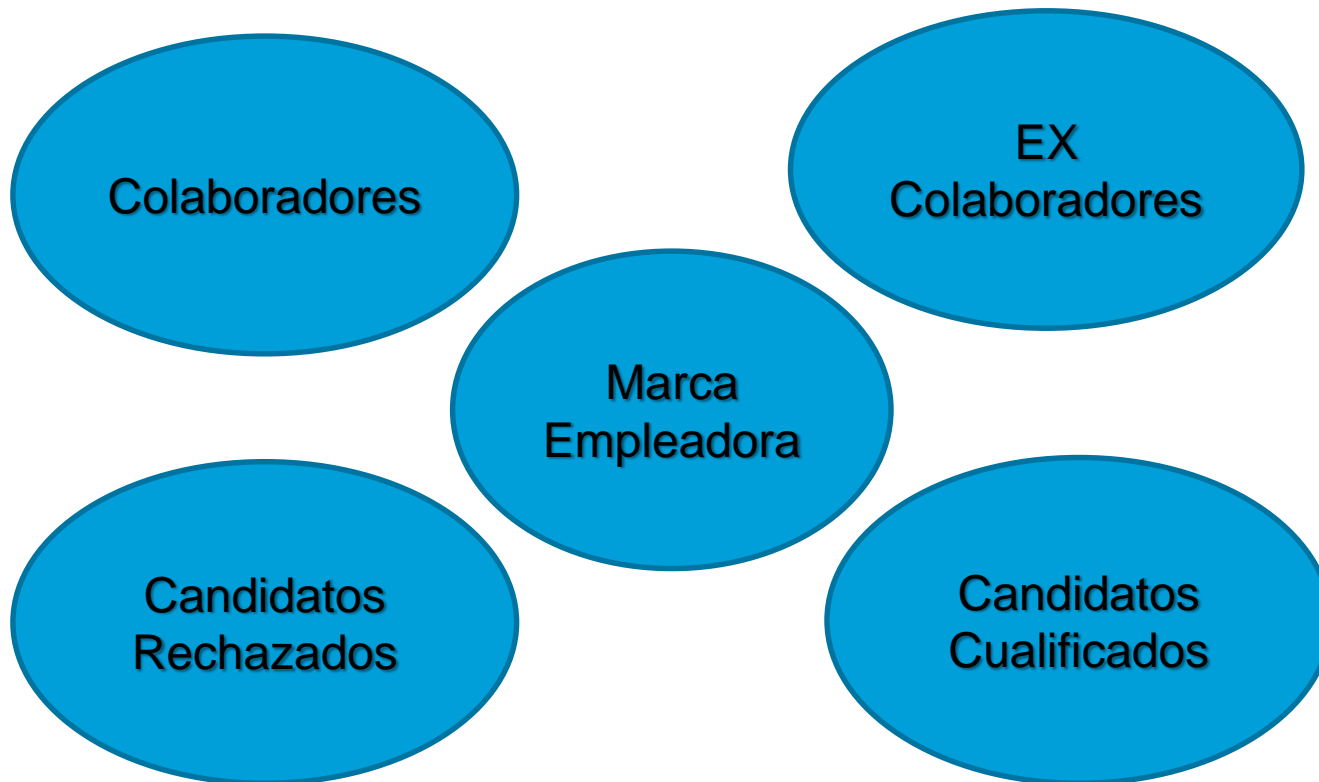 Colaboradores
EX
Colaboradores
Marca
Empleadora
Candidatos
Rechazados
Candidatos
Cualificados